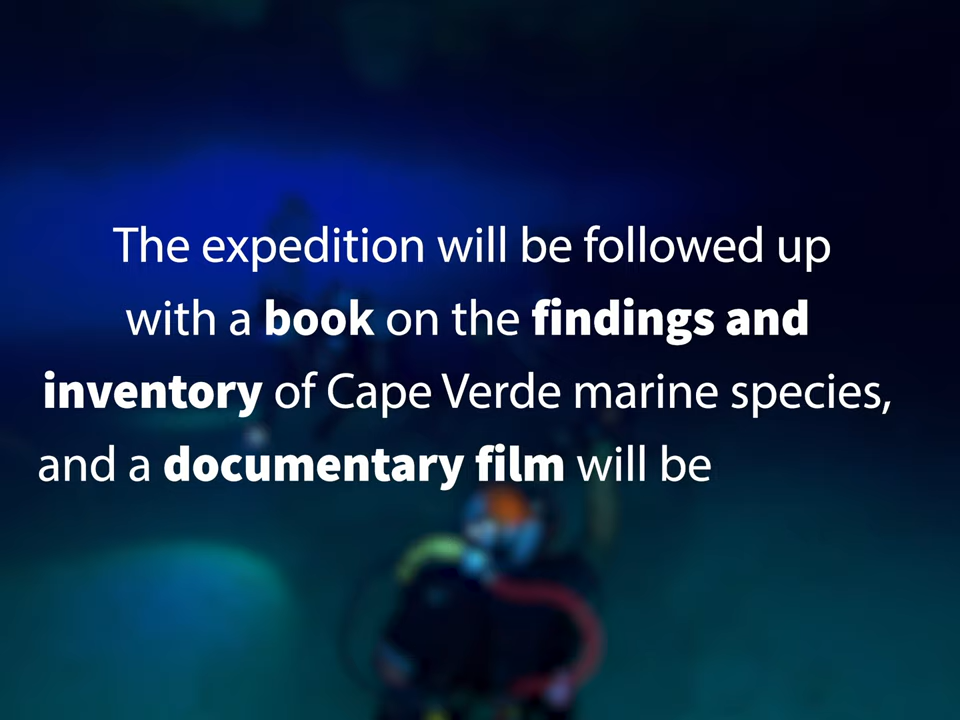 The expedition will be followed up
with a book on the findings and
inventory of Cape Verde marine species,
and a documentary film will be